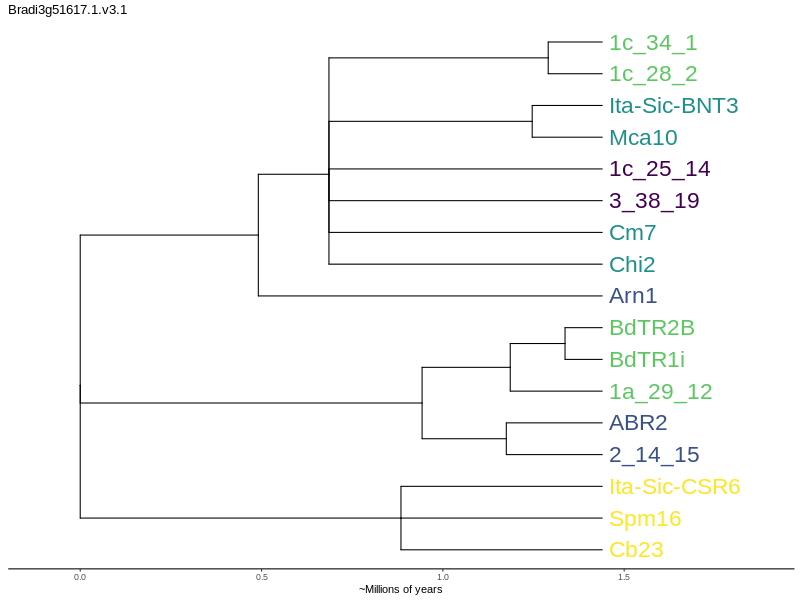 Bradi3g51617.1.v3.1
1c_34_1
1c_28_2
Ita-Sic-BNT3
Mca10
1c_25_14
3_38_19
Cm7
Chi2
Arn1
BdTR2B
BdTR1i
1a_29_12
ABR2
2_14_15
Ita-Sic-CSR6
Spm16
Cb23
0.0 0.5 1.0 1.5
~Millions of years